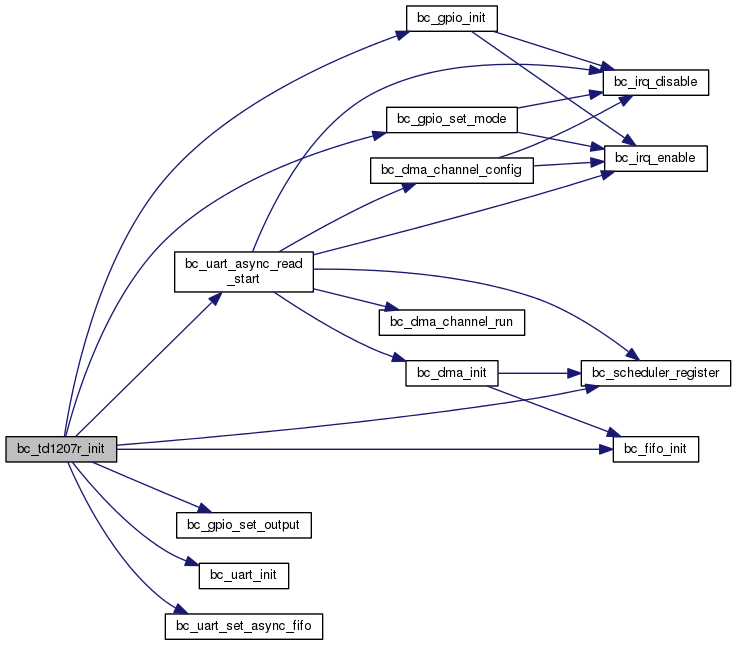 bc_gpio_init
bc_irq_disable
bc_gpio_set_mode
bc_irq_enable
bc_dma_channel_config
bc_uart_async_read
_start
bc_dma_channel_run
bc_dma_init
bc_scheduler_register
bc_td1207r_init
bc_fifo_init
bc_gpio_set_output
bc_uart_init
bc_uart_set_async_fifo